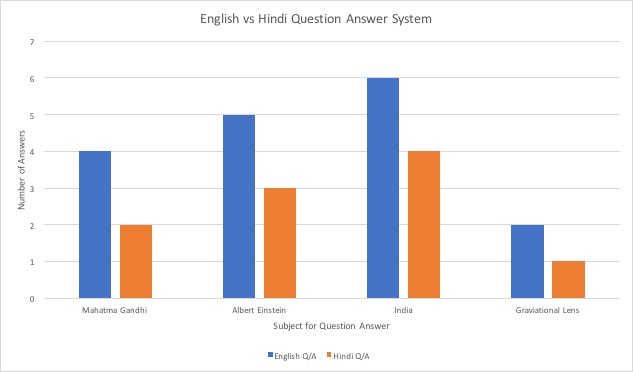 English vs Hindi Question Answer System
7
6
5
4
3
2
1
0
Number of Answers
Mahatma Gandhi
Albert Einstein
India
Graviational Lens
Subject for Question Answer
English Q/A Hindi Q/A